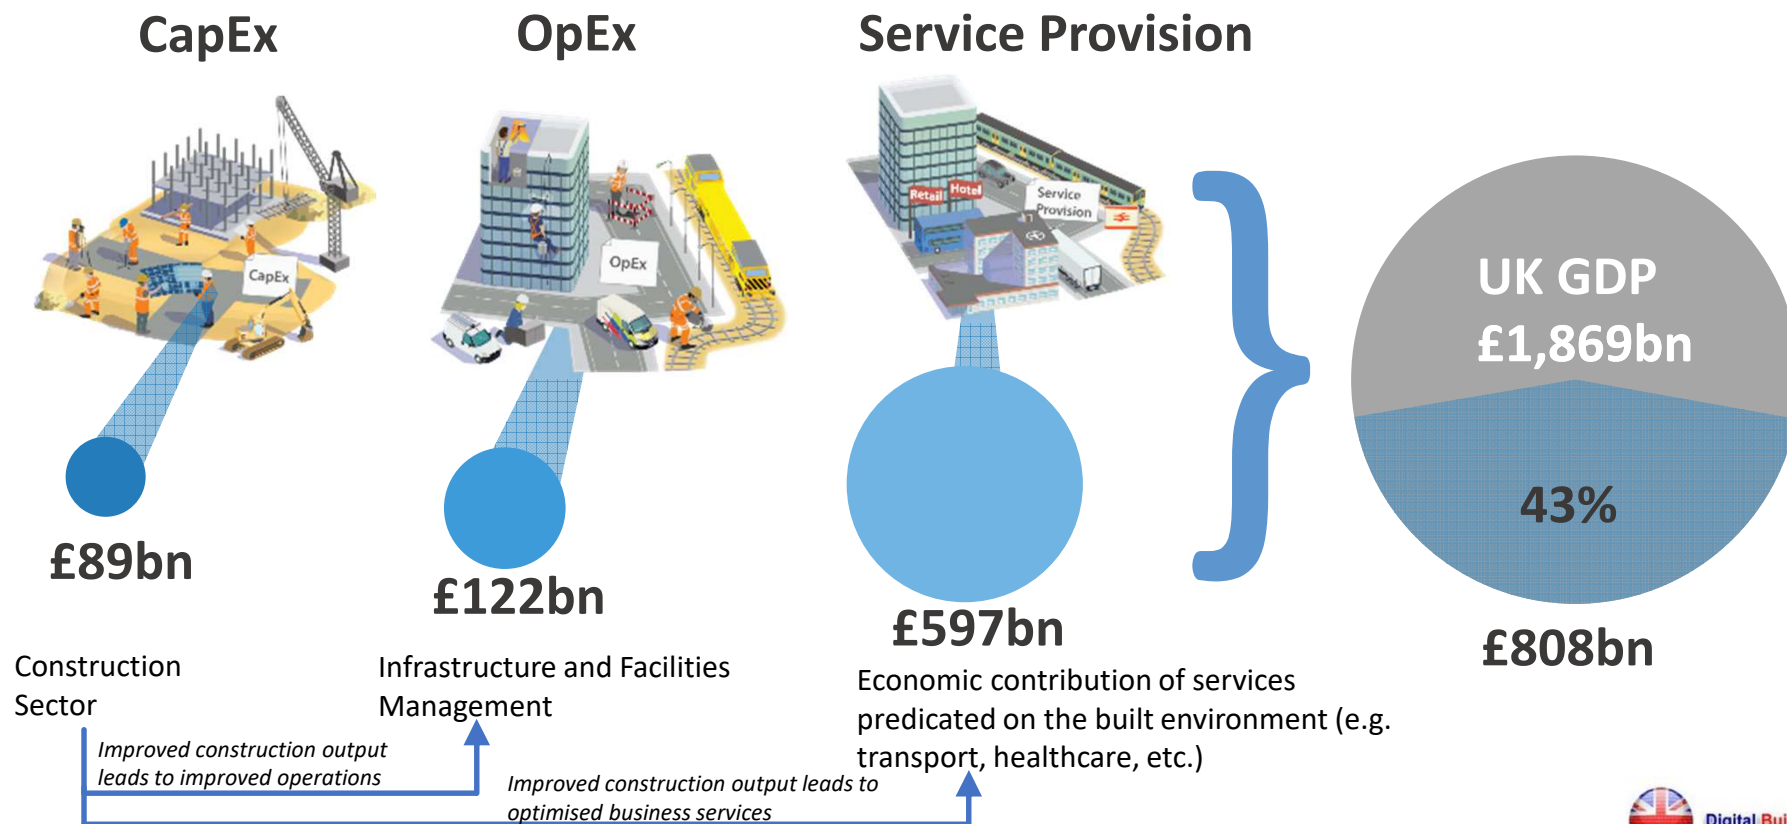 CapEx
OpEx
Service Provision
CapEx
OpEx
Retail
Hotel
Service
Provision
UK GDP
£1,869bn
43%
£89bn
£122bn
£597bn
£808bn
Construction
Sector
Infrastructure and Facilities
Management
Economic contribution of services
predicated on the built environment (e.g.
transport, healthcare, etc.)
Improved construction output
leads to improved operations
Improved construction output leads to
optimised business services
Digital